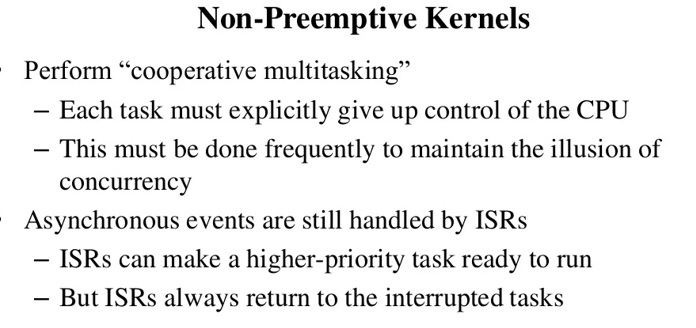 Non-Preemptive Kernels
• Perform “cooperative multitasking”
– Each task must explicitly give up control of the CPU
– This must be done frequently to maintain the illusion of
concurrency
• Asynchronous events are still handled by ISRs
– ISRs can make a higher-priority task ready to run
– But ISRs always return to the interrupted tasks